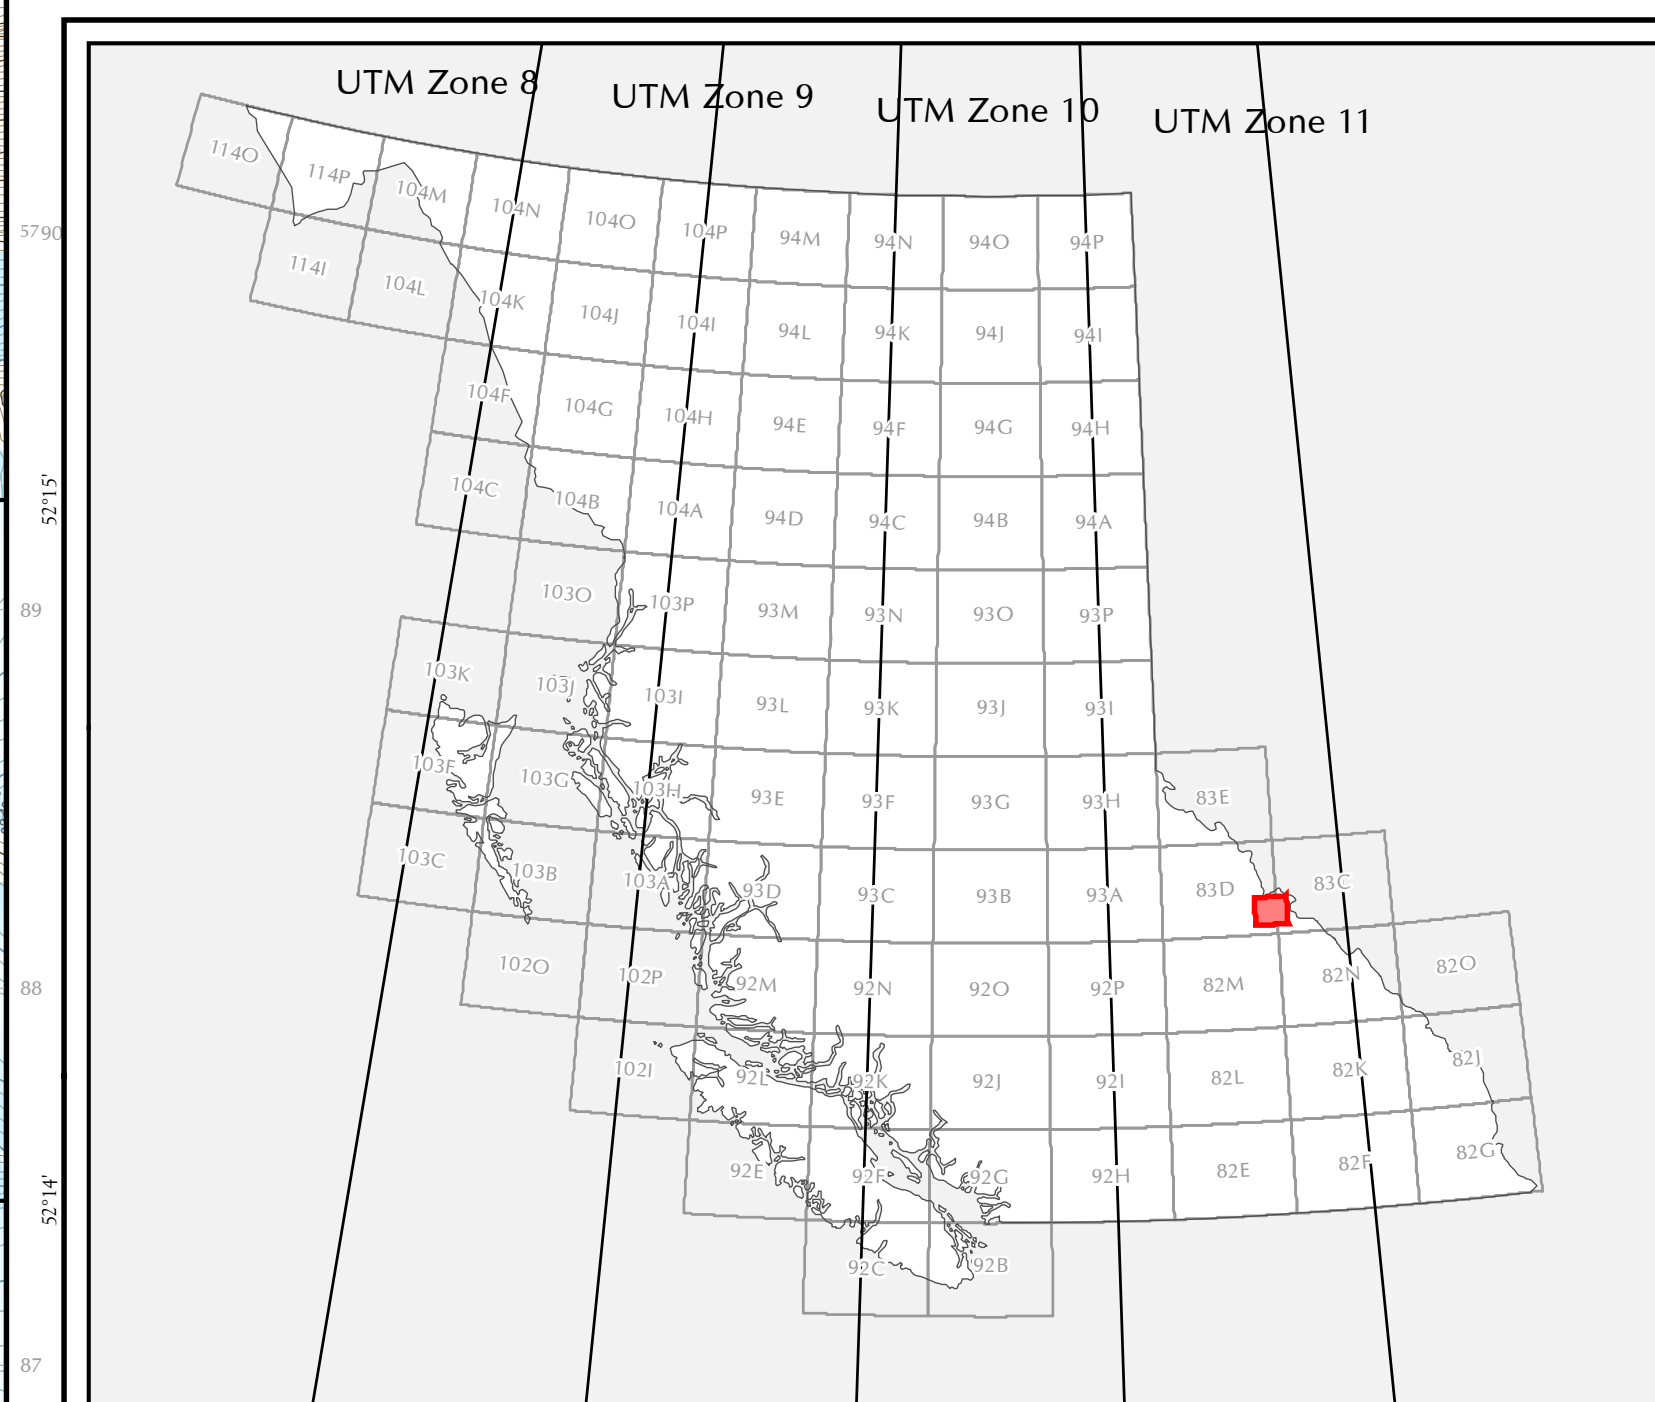 UTM Zone 8
UTM Zone 9
UTM Zone 10
UTM Zone 11
114O 114P 104M 104N 104O 104P 94M 94N 94O 94P
5790
114I 104L 104K 104J 104I 94L 94K 94J 94I
104F 104G 104H 94E 94F 94G 94H
52°15'
104C 104B 104A 94D 94C 94B 94A
89
103O 103P 93M 93N 93O 93P
103K 103J 103I 93L 93K 93J 93I
103F 103G 103H 93E 93F 93G 93H 83E
103C 103B 103A 93D 93C 93B 93A 83D 83C
88
102O 102P 92M 92N 92O 92P 82M 82N 82O
102I 92L 92K 92J 92I 82L 82K 82J
52°14'
92E 92F 92G 92H 82E 82F 82G
92C 92B
87